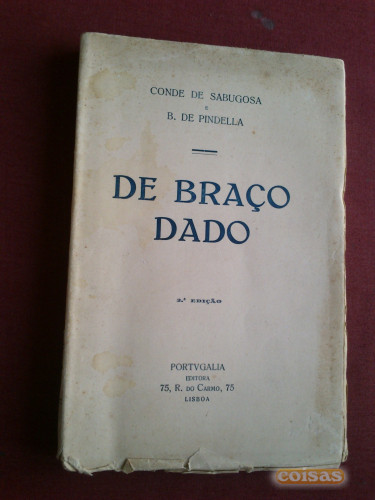 CONDE DE SABUGOSA
E
B. DE PINDELLA
DE BRAÇO
DADO
2.ª EDIÇÃO
PORTVGALIA
EDITORA
75, R. DO CARMO, 75
LISBOA
coisas